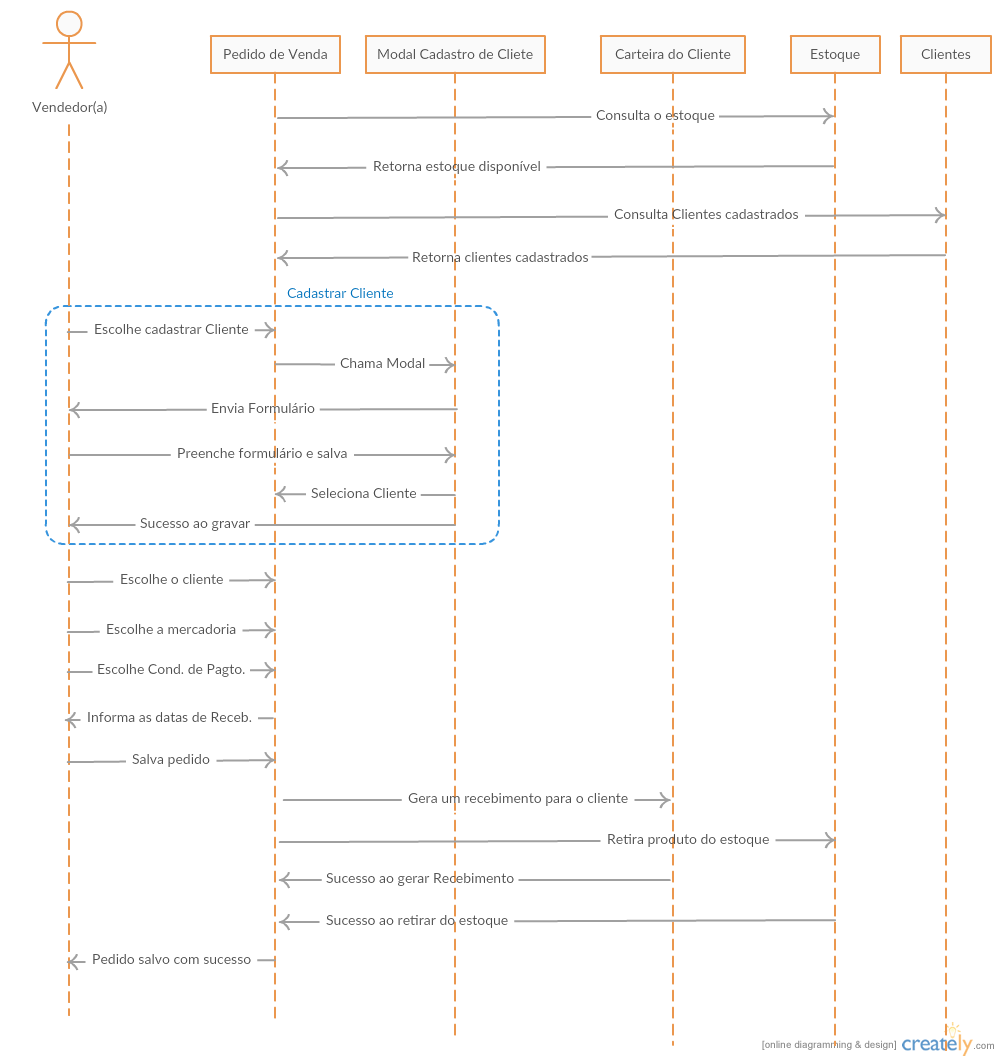 Pedido de Venda
Modal Cadastro de Cliete
Carteira do Cliente
Estoque
Clientes
Vendedor(a)
Consulta o estoque
Retorna estoque disponível
Consulta Clientes cadastrados
Retorna clientes cadastrados
Cadastrar Cliente
Escolhe cadastrar Cliente
Chama Modal
Envia Formulário
Preenche formulário e salva
Seleciona Cliente
Sucesso ao gravar
Escolhe o cliente
Escolhe a mercadoria
Escolhe Cond. de Pagto.
Informa as datas de Receb.
Salva pedido
Gera um recebimento para o cliente
Retira produto do estoque
Sucesso ao gerar Recebimento
Sucesso ao retirar do estoque
Pedido salvo com sucesso
[online diagramming & design] creately.com